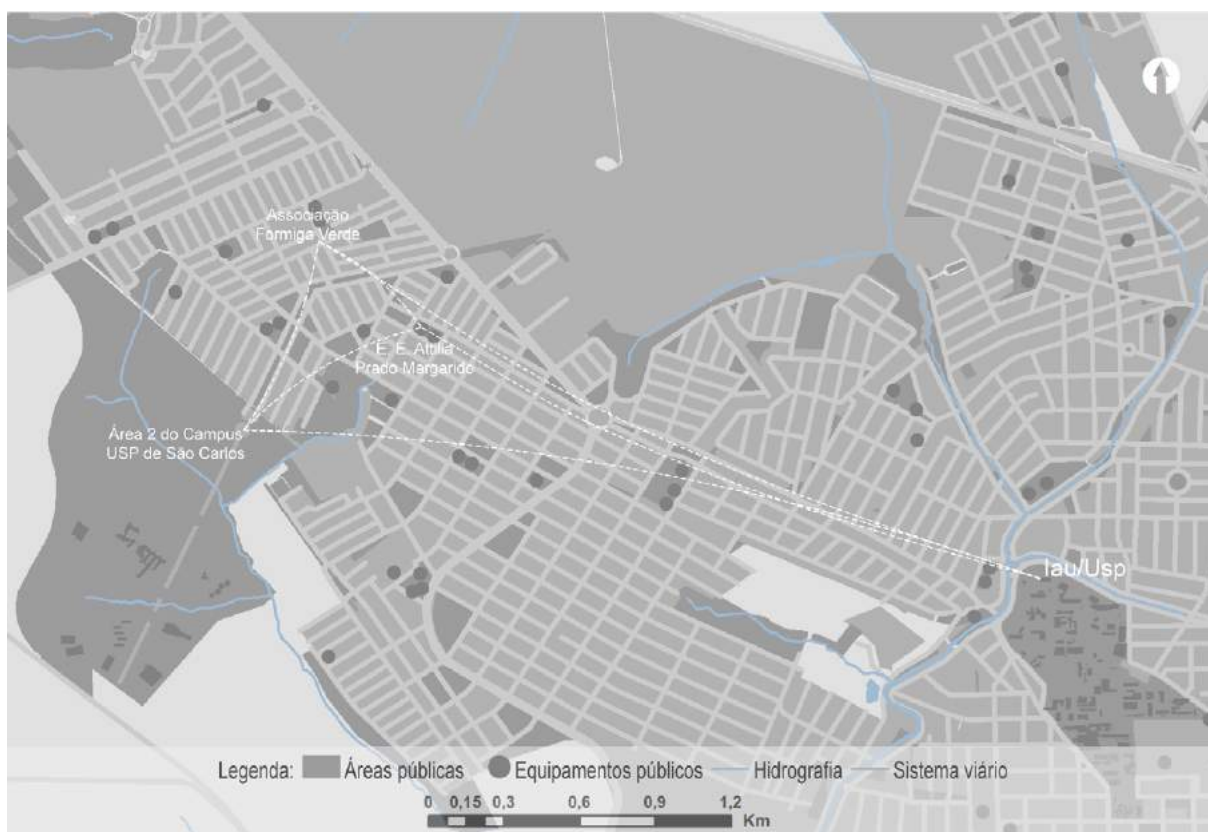 Associação
Formiga Verde
E. E. Attilia
Prado Margarido
Área 2 do Campus
USP de São Carlos
Iau/Usp
Legenda: Áreas públicas Equipamentos públicos Hidrografia Sistema viário
0 0,15 0,3 0,6 0,9 1,2
Km